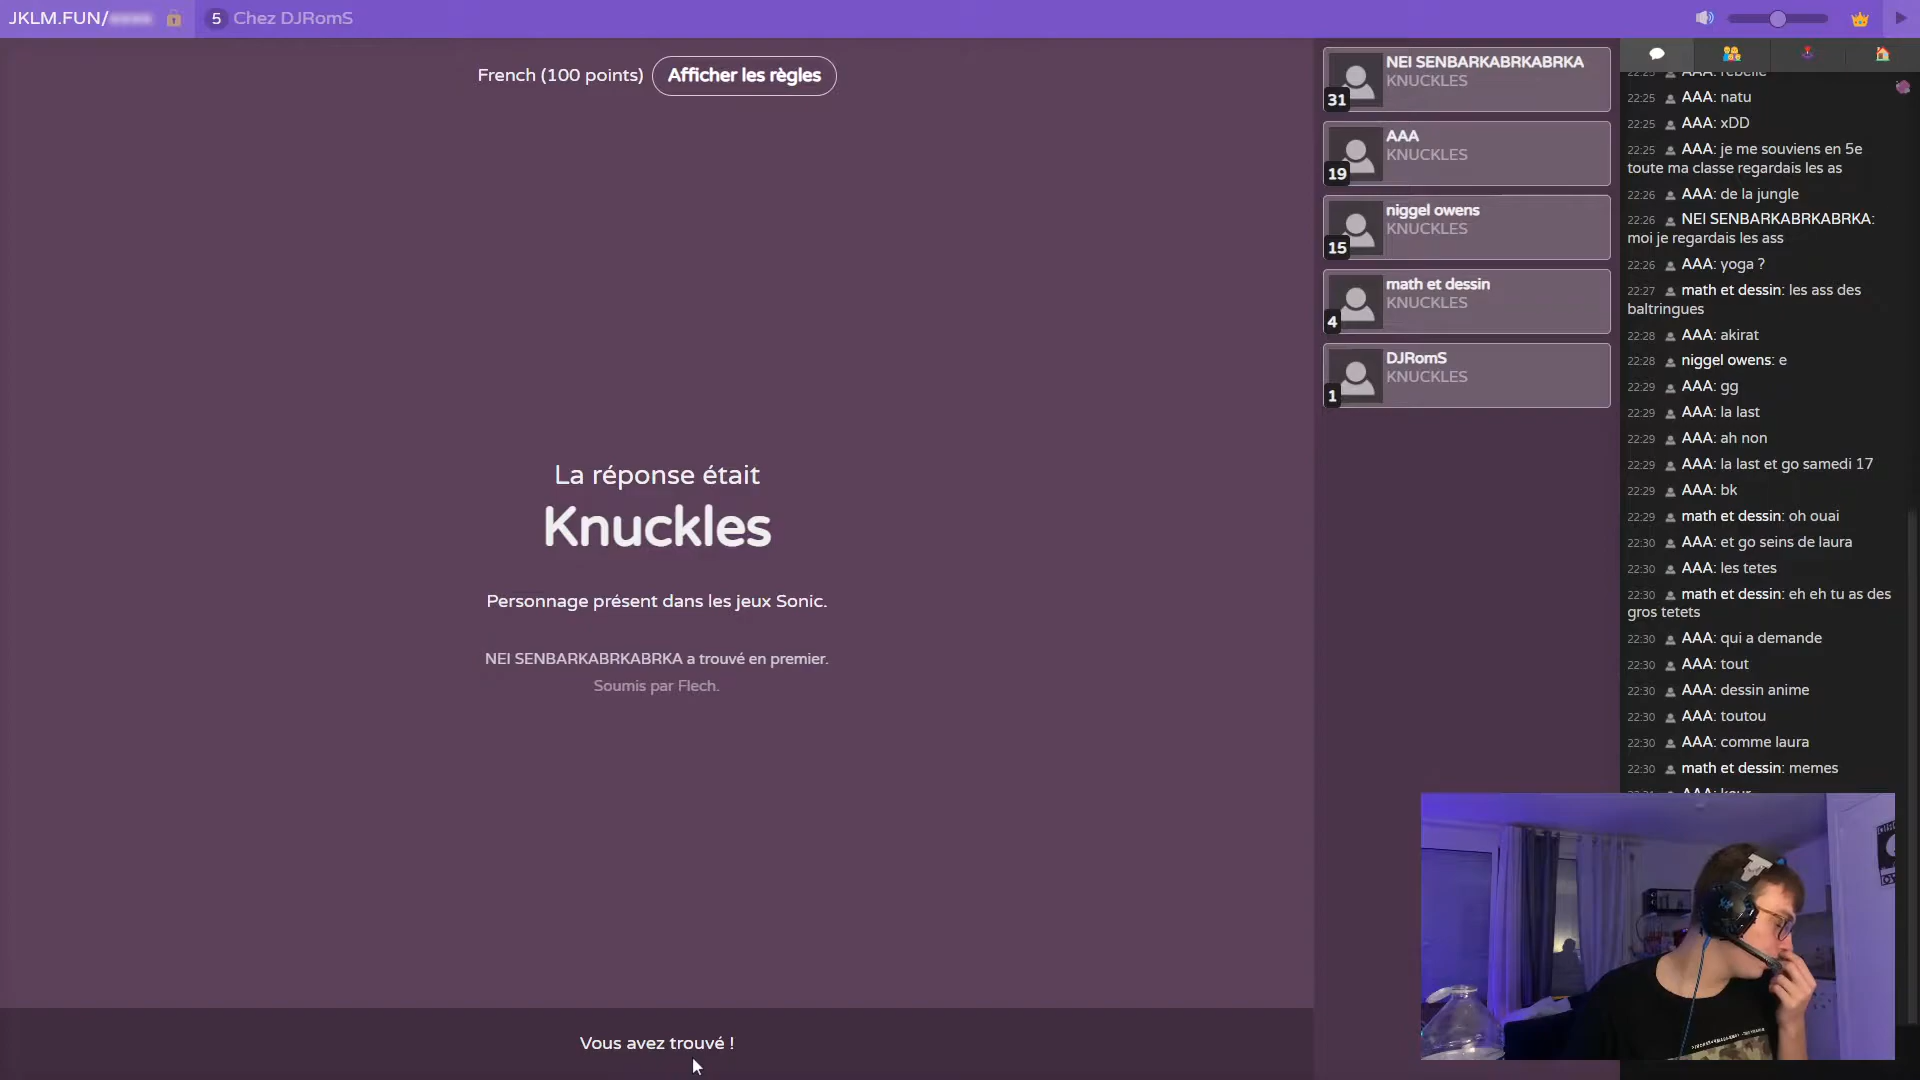 JKLM.FUN/
5 Chez DJRomS
French (100 points) Afficher les règles
La réponse était
Knuckles
Personnage présent dans les jeux Sonic.
NEI SENBARKABRKABRKA a trouvé en premier.
Soumis par Flech.
Vous avez trouvé !
NEI SENBARKABRKABRKA
KNUCKLES
31
AAA
KNUCKLES
19
niggel owens
KNUCKLES
15
math et dessin
KNUCKLES
4
DJRomS
KNUCKLES
1
22:25 AAA: rebelle
22:25 AAA: natu
22:25 AAA: xDD
22:25 AAA: je me souviens en 5e
toute ma classe regardais les as
22:26 AAA: de la jungle
22:26 NEI SENBARKABRKABRKA:
moi je regardais les ass
22:26 AAA: yoga ?
22:27 math et dessin: les ass des
baltringues
22:28 AAA: akirat
22:28 niggel owens: e
22:29 AAA: gg
22:29 AAA: la last
22:29 AAA: ah non
22:29 AAA: la last et go samedi 17
22:29 AAA: bk
22:29 math et dessin: oh ouai
22:30 AAA: et go seins de laura
22:30 AAA: les tetes
22:30 math et dessin: eh eh tu as des
gros tetets
22:30 AAA: qui a demande
22:30 AAA: tout
22:30 AAA: dessin anime
22:30 AAA: toutou
22:30 AAA: comme laura
22:30 math et dessin: memes